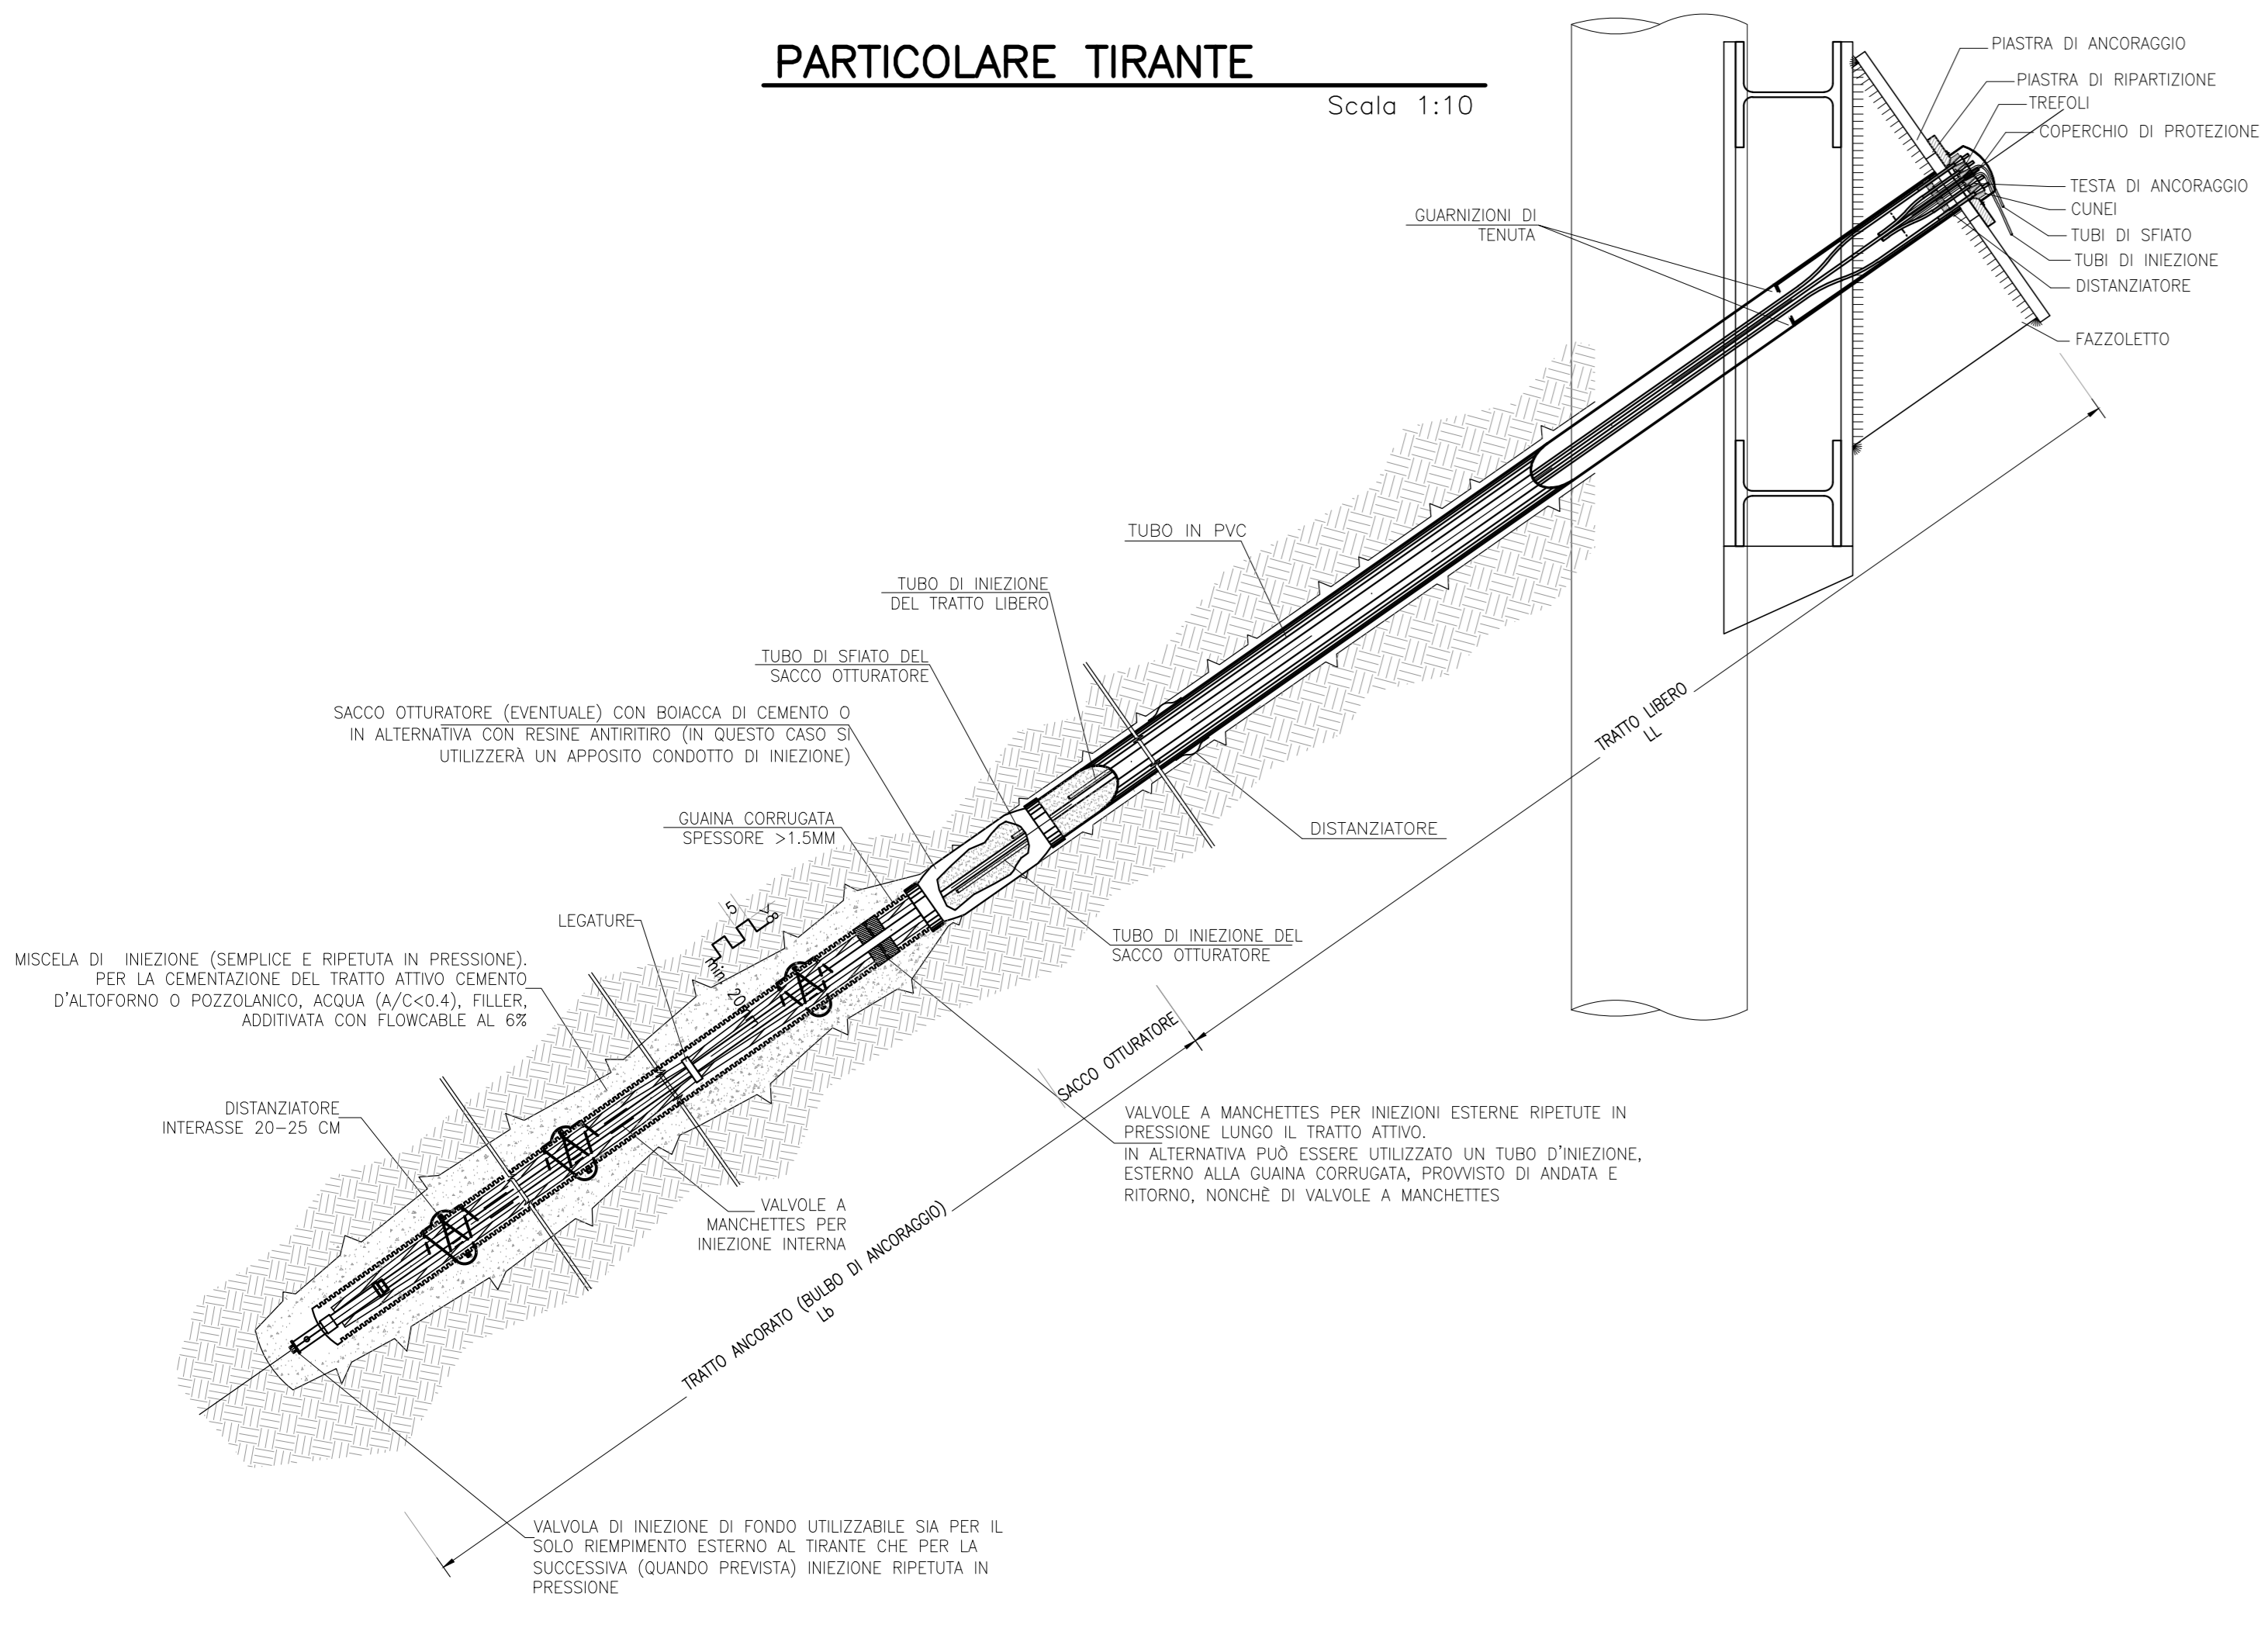 PARTICOLARE TIRANTE
Scala 1:10
PIASTRA DI ANCORAGGIO
PIASTRA DI RIPARTIZIONE
TREFOLI
COPERCHIO DI PROTEZIONE
TESTA DI ANCORAGGIO
CUNEI
TUBI DI SFIATO
TUBI DI INIEZIONE
DISTANZIATORE
FAZZOLETTO
GUARNIZIONI DI
TENUTA
TUBO IN PVC
TUBO DI INIEZIONE
DEL TRATTO LIBERO
TUBO DI SFIATO DEL
SACCO OTTURATORE
SACCO OTTURATORE (EVENTUALE) CON BOIACCA DI CEMENTO O
IN ALTERNATIVA CON RESINE ANTIRITIRO (IN QUESTO CASO SI
UTILIZZERÀ UN APPOSITO CONDOTTO DI INIEZIONE)
GUAINA CORRUGATA
SPESSORE >1.5MM
TRATTO LIBERO
LL
DISTANZIATORE
LEGATURE
5
>8
min. 20
TUBO DI INIEZIONE DEL
SACCO OTTURATORE
MISCELA DI INIEZIONE (SEMPLICE E RIPETUTA IN PRESSIONE).
PER LA CEMENTAZIONE DEL TRATTO ATTIVO CEMENTO
D'ALTOFORNO O POZZOLANICO, ACQUA (A/C<0.4), FILLER,
ADDITIVATA CON FLOWCABLE AL 6%
SACCO OTTURATORE
DISTANZIATORE
INTERASSE 20-25 CM
VALVOLE A MANCHETTES PER INIEZIONI ESTERNE RIPETUTE IN
PRESSIONE LUNGO IL TRATTO ATTIVO.
IN ALTERNATIVA PUÒ ESSERE UTILIZZATO UN TUBO D'INIEZIONE,
ESTERNO ALLA GUAINA CORRUGATA, PROVVISTO DI ANDATA E
RITORNO, NONCHÈ DI VALVOLE A MANCHETTES
VALVOLE A
MANCHETTES PER
INIEZIONE INTERNA
TRATTO ANCORATO (BULBO DI ANCORAGGIO)
Lb
VALVOLA DI INIEZIONE DI FONDO UTILIZZABILE SIA PER IL
SOLO RIEMPIMENTO ESTERNO AL TIRANTE CHE PER LA
SUCCESSIVA (QUANDO PREVISTA) INIEZIONE RIPETUTA IN
PRESSIONE